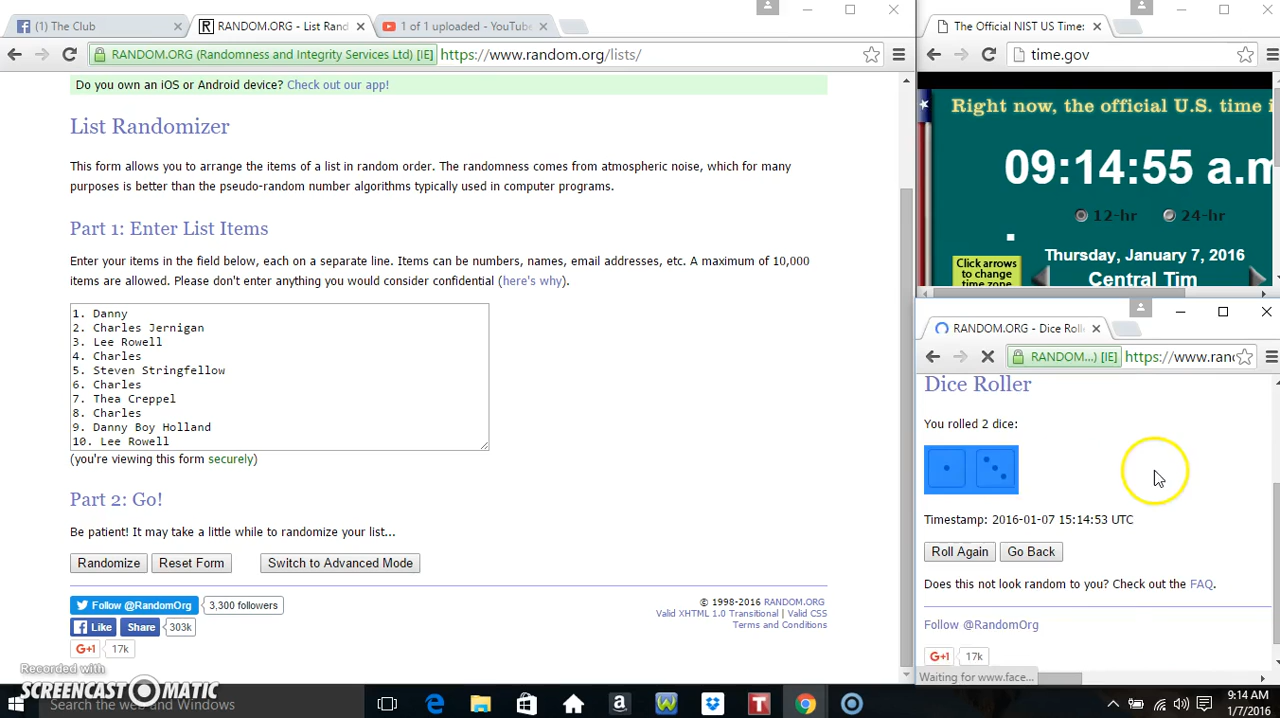 (1) The Club
RANDOM.ORG - List Rand
1 of 1 uploaded - YouTube
RANDOM.ORG (Randomness and Integrity Services Ltd) [IE]
https://www.random.org/lists/
Do you own an iOS or Android device? Check out our app!
List Randomizer
This form allows you to arrange the items of a list in random order. The randomness comes from atmospheric noise, which for many
purposes is better than the pseudo-random number algorithms typically used in computer programs.
Part 1: Enter List Items
Enter your items in the field below, each on a separate line. Items can be numbers, names, email addresses, etc. A maximum of 10,000
items are allowed. Please don't enter anything you would consider confidential (here's why).
1. Danny
2. Charles Jernigan
3. Lee Rowell
4. Charles
5. Steven Stringfellow
6. Charles
7. Thea Creppel
8. Charles
9. Danny Boy Holland
10. Lee Rowell
(you're viewing this form securely)
Part 2: Go!
Be patient! It may take a little while to randomize your list...
Randomize
Reset Form
Switch to Advanced Mode
Follow @RandomOrg
3,300 followers
Like
Share
303k
G+1
17k
© 1998-2016 RANDOM.ORG
Valid XHTML 1.0 Transitional | Valid CSS
Terms and Conditions
The Official NIST US Time:
time.gov
Right now, the official U.S. time i
09:14:55 a.m
12-hr
24-hr
Thursday, January 7, 2016
Central Tim
Click arrows
to change
time zone
RANDOM.ORG - Dice Roll
RANDOM...) [IE]
https://www.ran
Dice Roller
You rolled 2 dice:
Timestamp: 2016-01-07 15:14:53 UTC
Roll Again
Go Back
Does this not look random to you? Check out the FAQ.
Follow @RandomOrg
G+1
17k
Waiting for www.face...
Recorded with
SCREENCAST-O-MATIC
Search the web and Windows
9:14 AM
1/7/2016